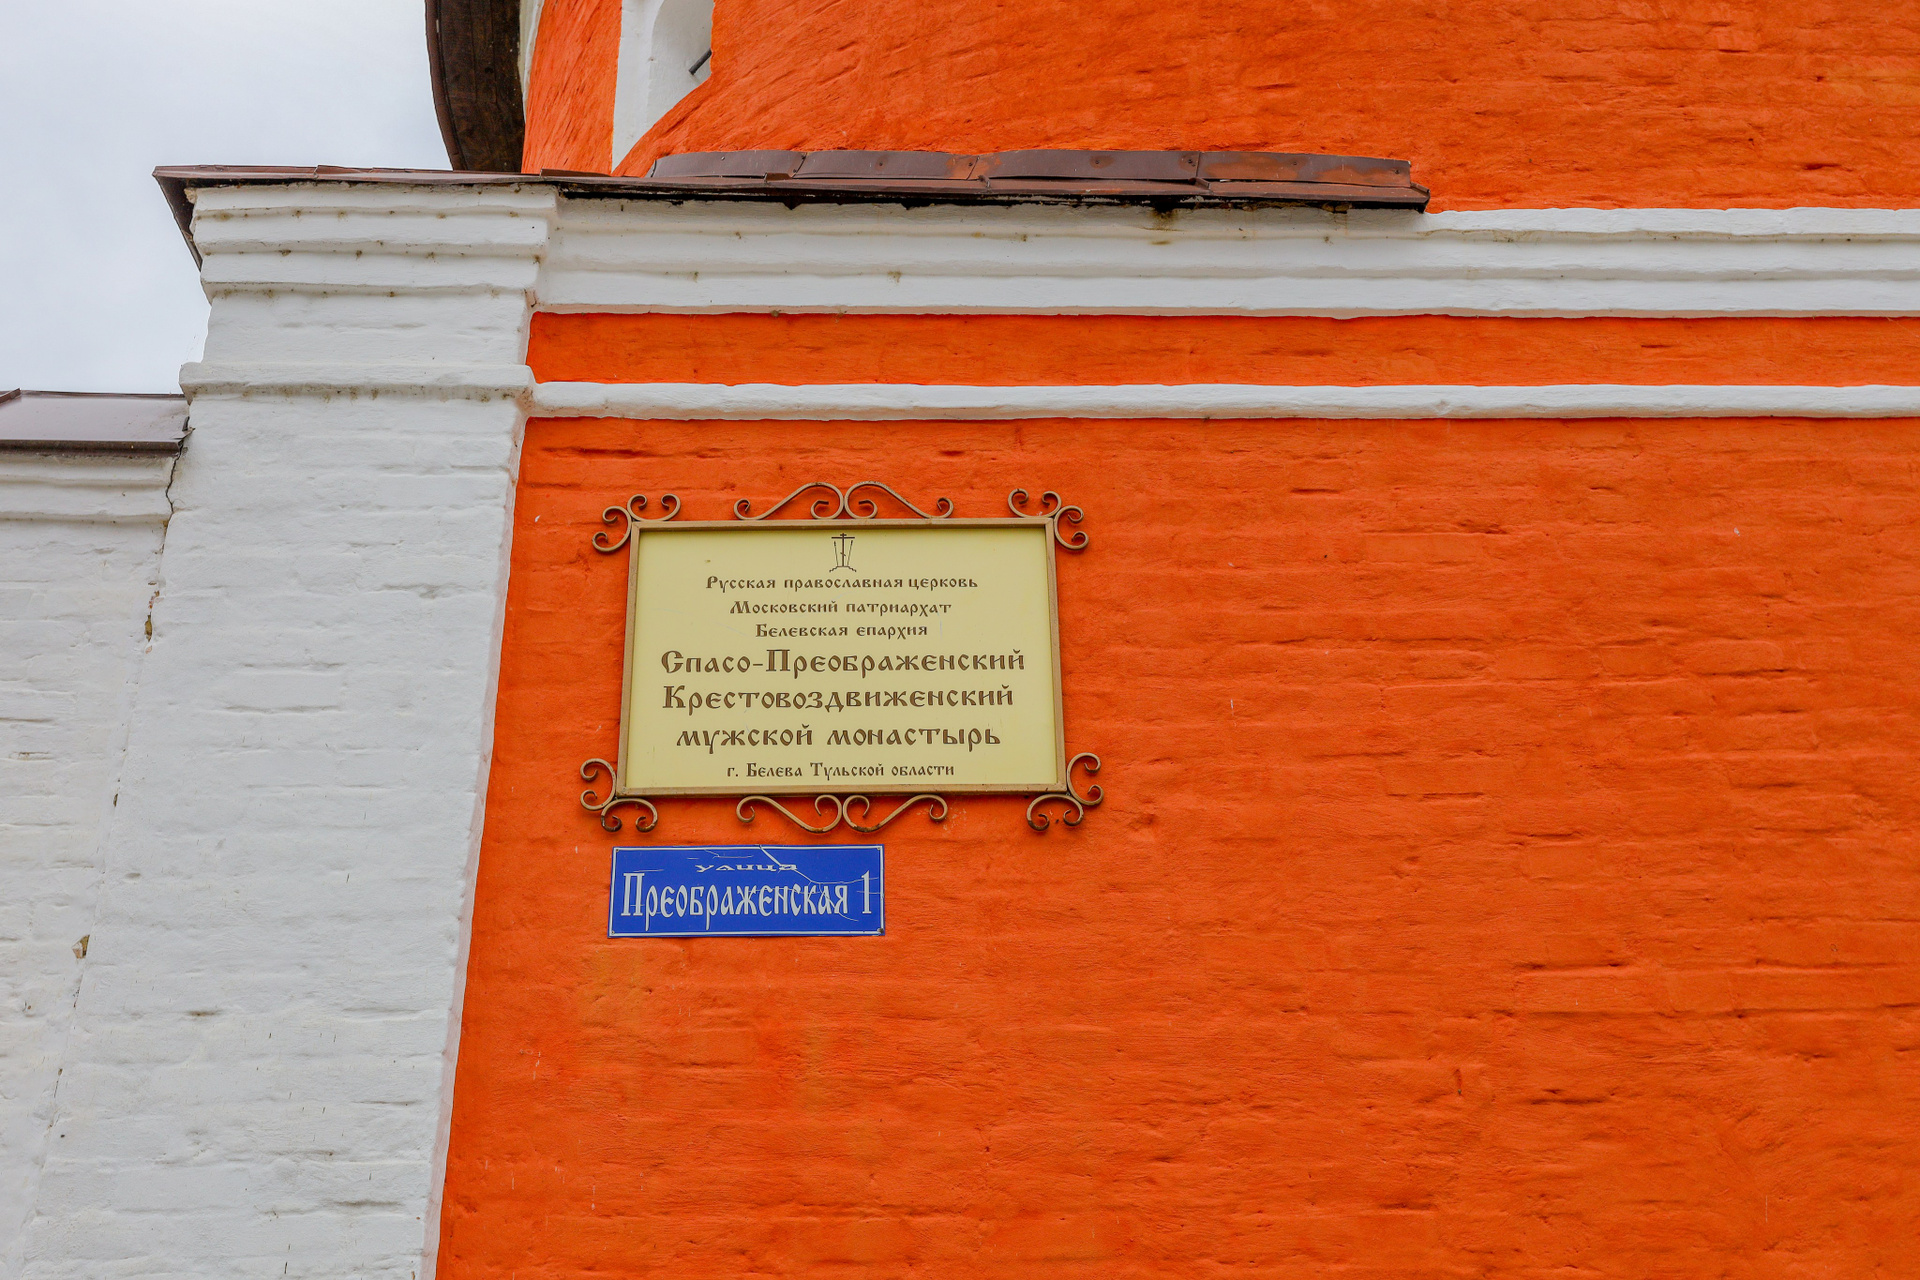 Русская православная церковь
Московский патриархат
Белевская епархия
Спасо-Преображенский
Крестовоздвиженский
мужской монастырь
г. Белева Тульской области
улица
Преображенская 1